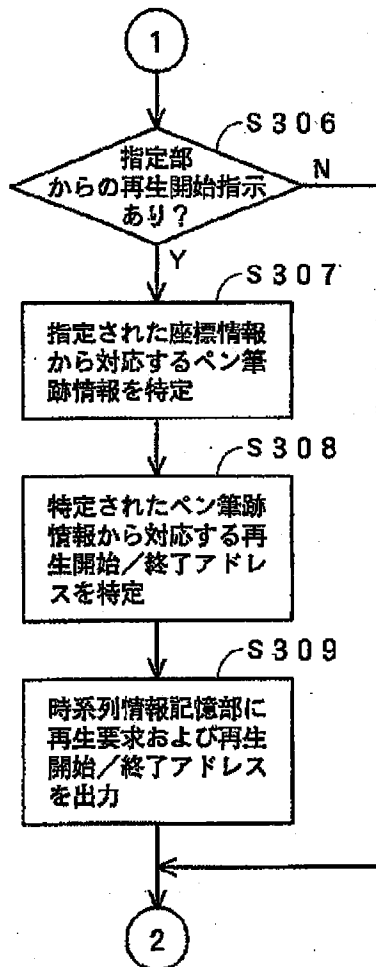 1
S306
指定部
からの再生開始指示
あり？
N
Y
S307
指定された座標情報
から対応するペン筆
跡情報を特定
S308
特定されたペン筆跡
情報から対応する再
生開始／終了アドレ
スを特定
S309
時系列情報記憶部に
再生要求および再生
開始／終了アドレス
を出力
2